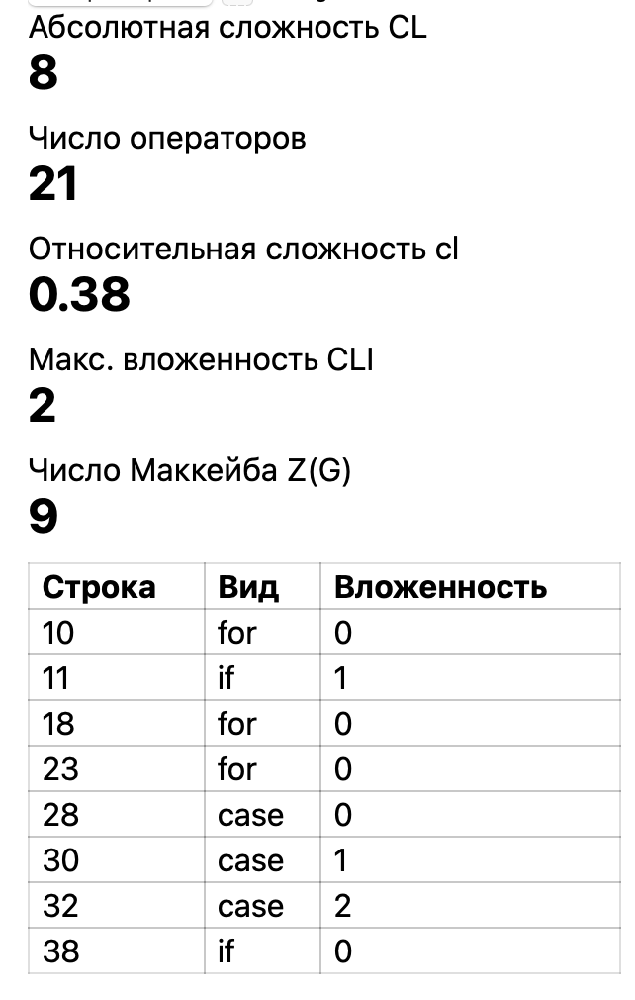 Абсолютная сложность CL
8
Число операторов
21
Относительная сложность cl
0.38
Макс. вложенность CLI
2
Число Маккейба Z(G)
9
Строка Вид Вложенность
10 for 0
11 if 1
18 for 0
23 for 0
28 case 0
30 case 1
32 case 2
38 if 0